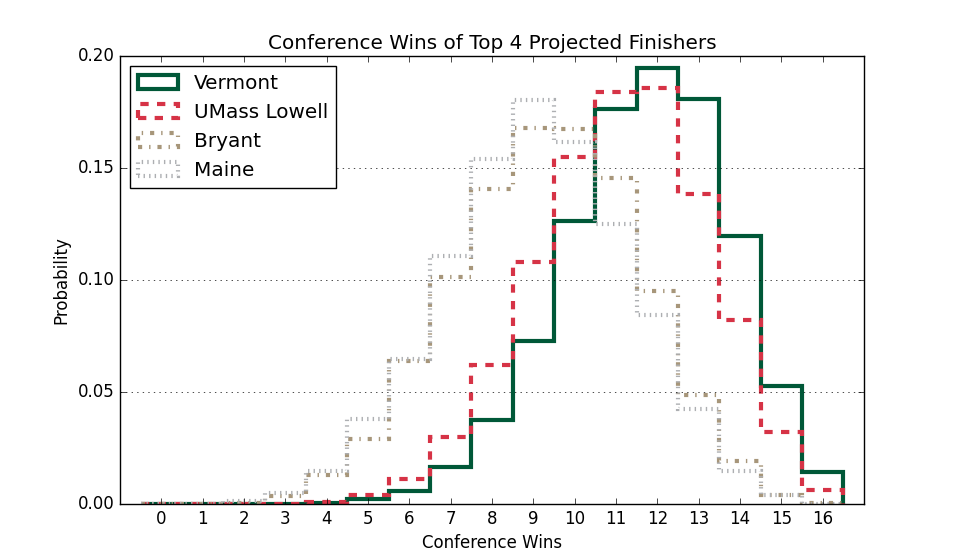 Conference Wins of Top 4 Projected Finishers
0.20
Vermont
UMass Lowell
Bryant
Maine
0.15
0.10
0.05
0.00
Probability
0 1 2 3 4 5 6 7 8 9 10 11 12 13 14 15 16
Conference Wins